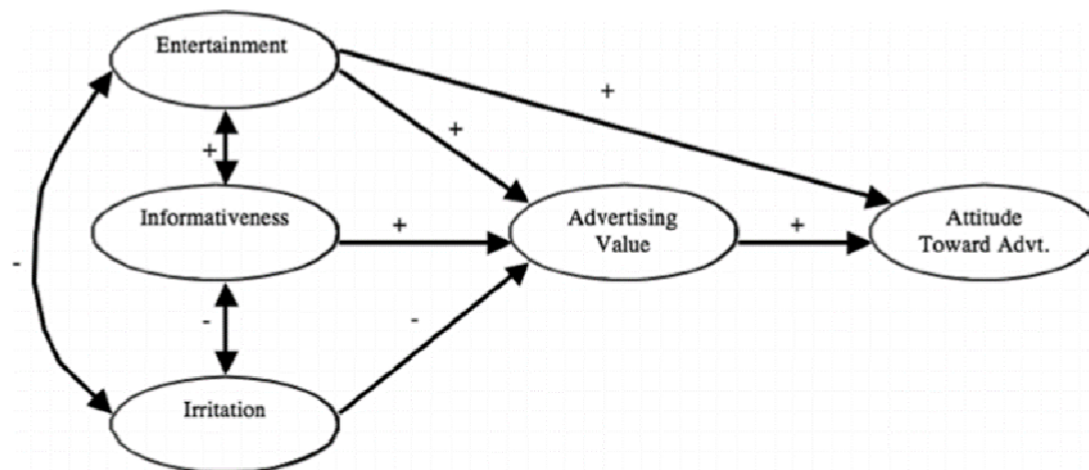 Entertainment
+
+
+
Informativeness
+
Advertising
Value
+
Attitude
Toward Advt.
-
-
-
Irritation